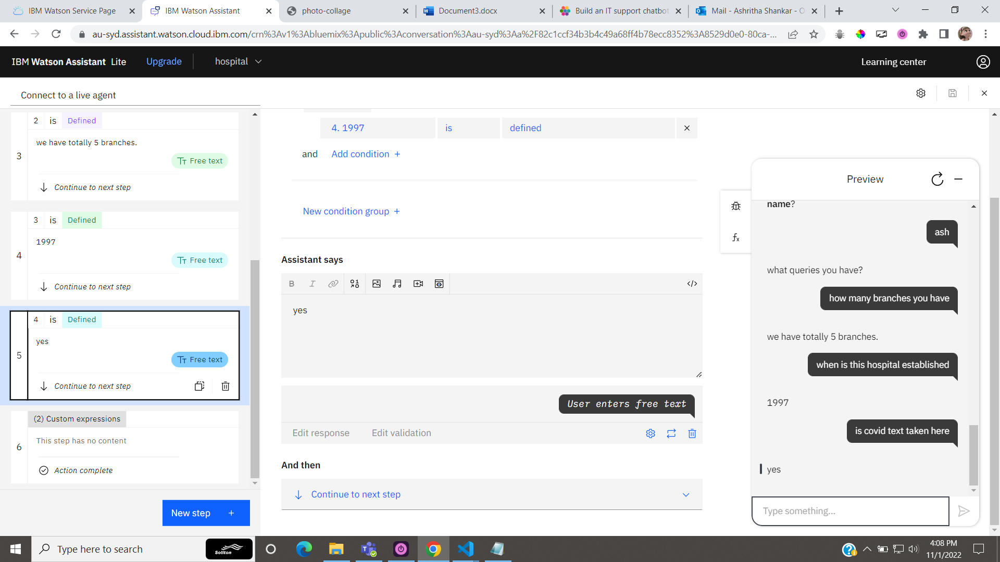 IBM Watson Service Page
IBM Watson Assistant
photo-collage
Document3.docx
Build an IT support chatbot
Mail - Ashritha Shankar - O
au-syd.assistant.watson.cloud.ibm.com/crn%3Av1%3Abluemix%3Apublic%3Aconversation%3Aau-syd%3Aa%2F82c1ccf34b3b4c49a68ff4b78ecc8352%3A8529d0e0-80ca-...
IBM Watson Assistant Lite
Upgrade
hospital
Learning center
Connect to a live agent
2 is Defined
3
we have totally 5 branches.
Free text
Continue to next step
3 is Defined
4
1997
Free text
Continue to next step
4 is Defined
5
yes
Free text
Continue to next step
(2) Custom expressions
6
This step has no content
Action complete
New step +
4. 1997 is defined
and Add condition +
New condition group +
Assistant says
B I
yes
User enters free text
Edit response Edit validation
And then
Continue to next step
fx
Preview
name?
ash
what queries you have?
how many branches you have
we have totally 5 branches.
when is this hospital established
1997
is covid text taken here
yes
Type something...
Type here to search
Soliton
4:08 PM
11/1/2022